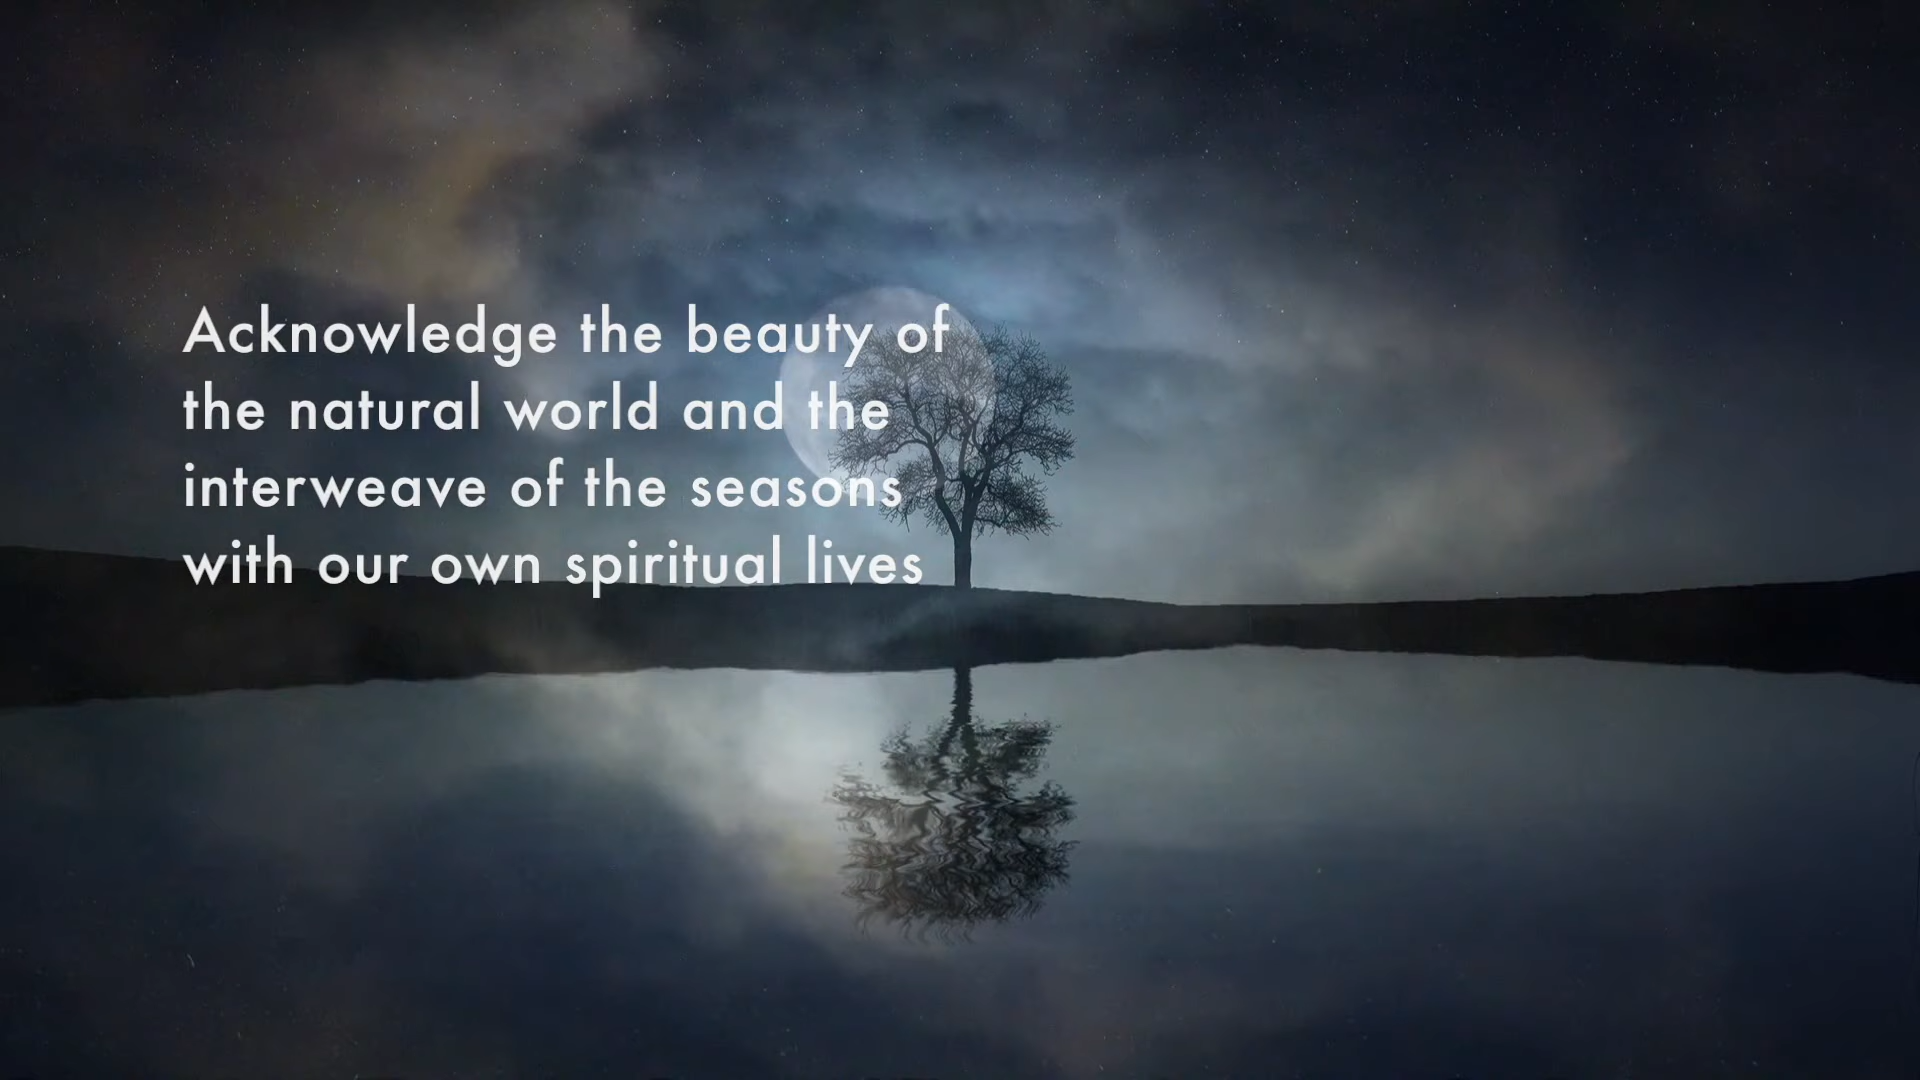 Acknowledge the beauty of
the natural world and the
interweave of the seasons
with our own spiritual lives